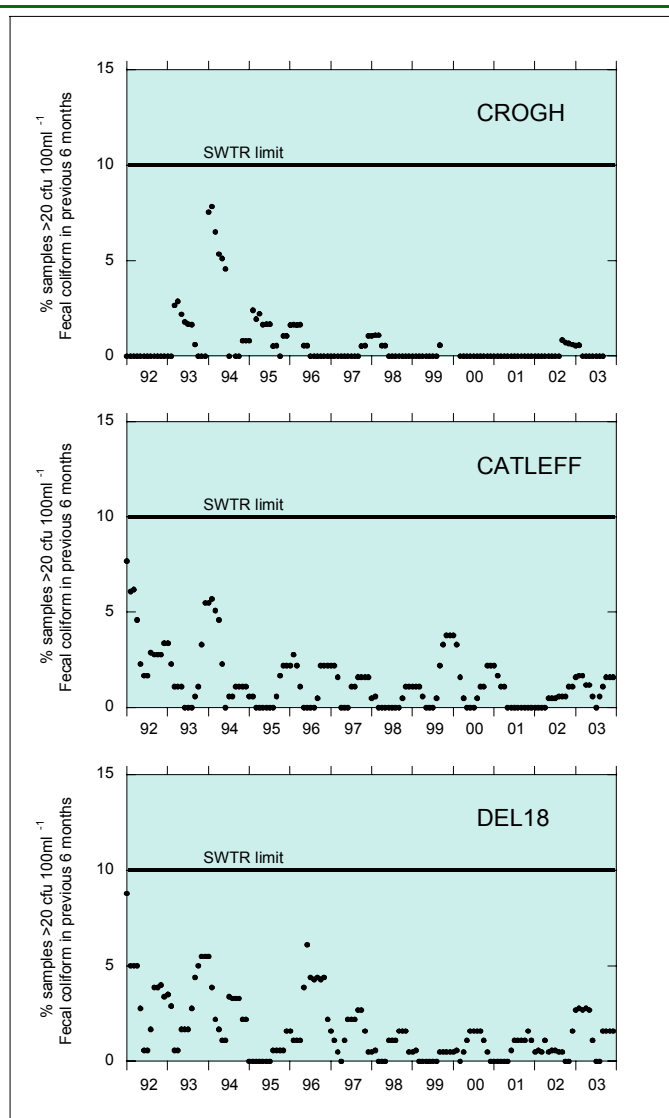 15
CROGH
SWTR limit
10
5
0
% samples >20 cfu 100ml -1
Fecal coliform in previous 6 months
92 93 94 95 96 97 98 99 00 01 02 03
15
CATLEFF
SWTR limit
10
5
0
% samples >20 cfu 100ml -1
Fecal coliform in previous 6 months
92 93 94 95 96 97 98 99 00 01 02 03
15
DEL18
SWTR limit
10
5
0
% samples >20 cfu 100ml -1
Fecal coliform in previous 6 months
92 93 94 95 96 97 98 99 00 01 02 03